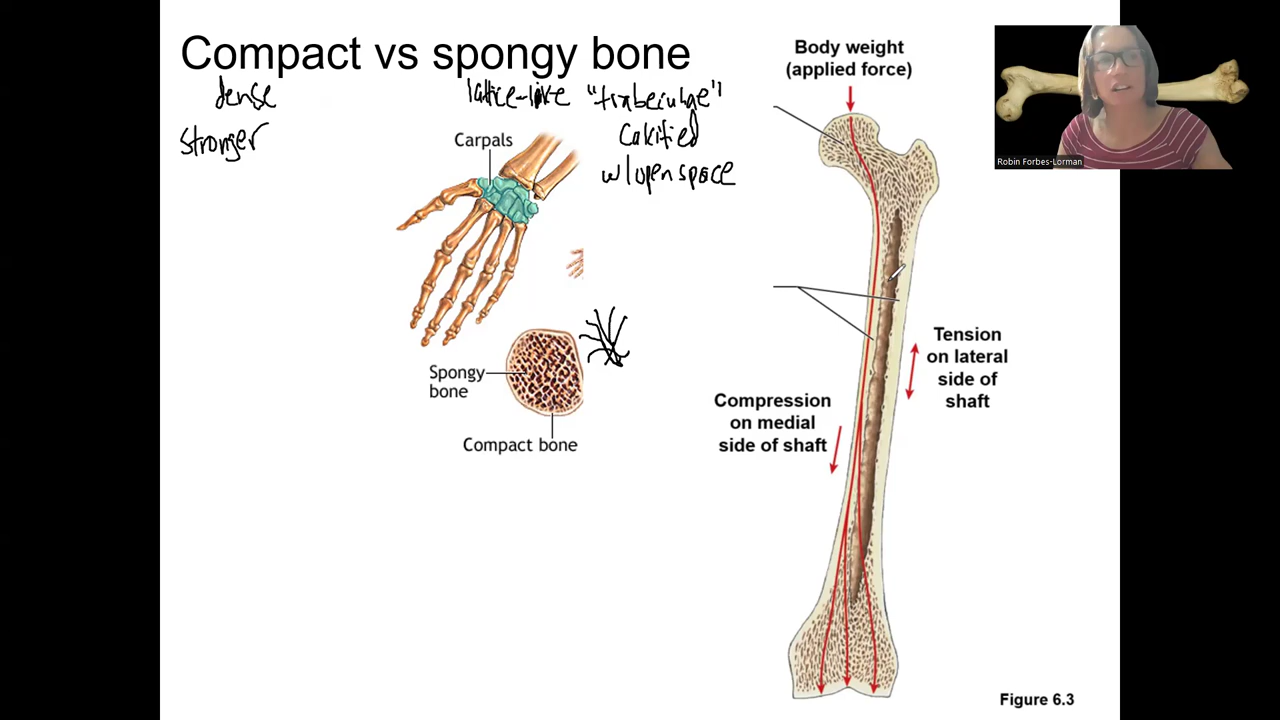 Compact vs spongy bone
dense
stronger
lattice-like "trabeculae"
Calcified
w/ open space
Carpals
Spongy
bone
Compact bone
Body weight
(applied force)
Tension
on lateral
side of
shaft
Compression
on medial
side of shaft
Figure 6.3
Robin Forbes-Lorman